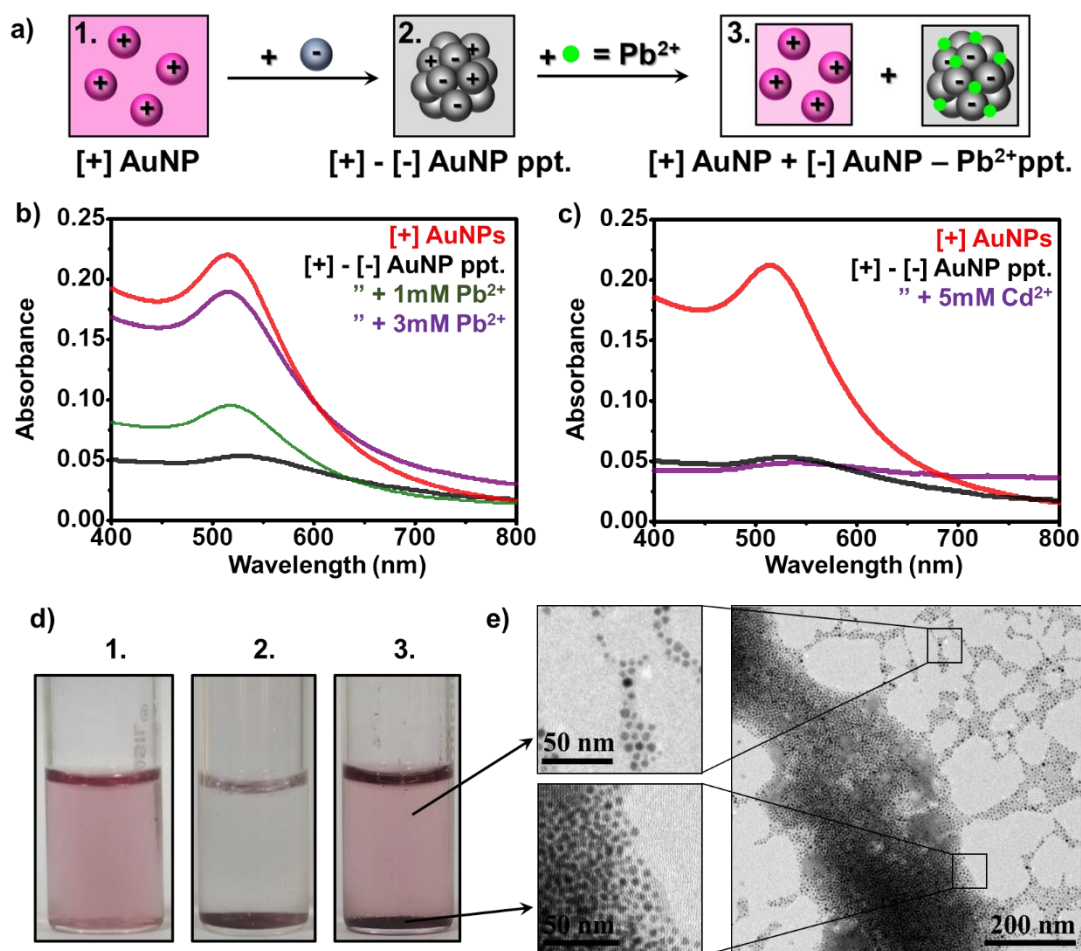 a)
1.
+
+
+
+
+
-
2.
+
+
-
-
+
-
-
+ = Pb²⁺
3.
+
+
+
+
+
-
-
-
-
-
[+] AuNP
[+] - [-] AuNP ppt.
[+] AuNP + [-] AuNP – Pb²⁺ppt.
b)
Absorbance
0.25
0.20
0.15
0.10
0.05
0.00
[+] AuNPs
[+] - [-] AuNP ppt.
” + 1mM Pb²⁺
” + 3mM Pb²⁺
400 500 600 700 800
Wavelength (nm)
c)
Absorbance
0.25
0.20
0.15
0.10
0.05
0.00
[+] AuNPs
[+] - [-] AuNP ppt.
” + 5mM Cd²⁺
400 500 600 700 800
Wavelength (nm)
d)
1.
2.
3.
e)
50 nm
50 nm
200 nm